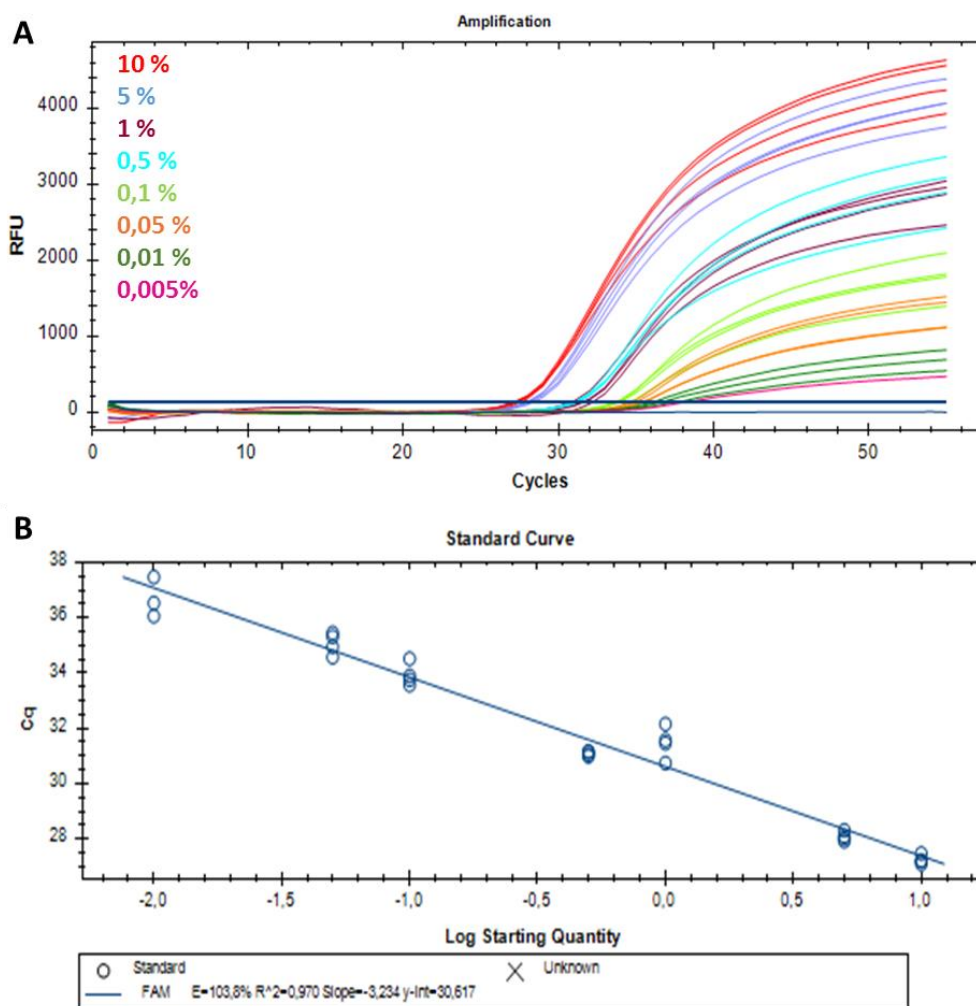 A
Amplification
10 %
5 %
1 %
0,5 %
0,1 %
0,05 %
0,01 %
0,005%
RFU
4000
3000
2000
1000
0
0 10 20 30 40 50
Cycles
B
Standard Curve
Cq
38
36
34
32
30
28
-2,0 -1,5 -1,0 -0,5 0,0 0,5 1,0
Log Starting Quantity
Standard Unknown
FAM E=103,8% R^2=0,970 Slope=-3,234 y-int=30,617